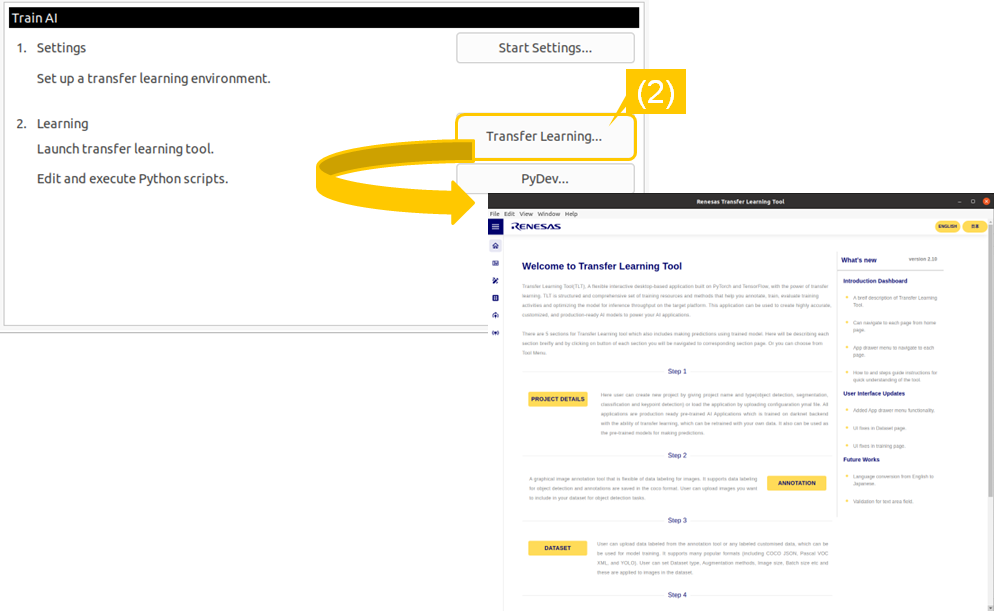 Train AI
1. Settings
Start Settings...
Set up a transfer learning environment.
(2)
2. Learning
Transfer Learning...
Launch transfer learning tool.
Edit and execute Python scripts.
PyDev...
Renesas Transfer Learning Tool
File Edit View Window Help
RENESAS
ENGLISH
日本
Welcome to Transfer Learning Tool
Transfer Learning Tool(TLT), A flexible interactive desktop-based application built on PyTorch and TensorFlow, with the power of transfer
learning. TLT is structured and comprehensive set of training resources and methods that help you annotate, train, evaluate training
activities and optimizing the model for inference throughput on the target platform. This application can be used to create highly accurate,
customized, and production-ready AI models to power your AI applications.
There are 5 sections for Transfer Learning tool which also includes making predictions using trained model. Here will be describing each
section briefly and by clicking on bottom of each section you will be navigated to corresponding section page. Or you can choose from
Tool Menu.
Step 1
PROJECT DETAILS
Here user can create new project by giving project name and type(object detection, segmentation,
classification and keypoint detection) or load the application by uploading configuration pmal file. All
applications are production ready pre-trained AI Applications which is trained on darknet backend
with the ability of transfer learning, which can be retrained with your own data. It also can be used as
the pre-trained models for making predictions.
Step 2
A graphical image annotation tool that is flexible of data labeling for images. It supports data labeling
for object detection and annotations are saved in the coco format. User can upload images you want
to include in your dataset for object detection tasks.
ANNOTATION
Step 3
DATASET
User can upload data labeled from the annotation tool or any labeled customised data, which can be
be used for model training. It supports many popular formats (including COCO JSON, Pascal VOC
XML, and YOLO). User can set Dataset type, Augmentation methods, Image size, Batch size etc and
these are applied to images in the dataset.
Step 4
What's new
version 2.10
Introduction Dashboard
A breif description of Transfer Learning
Tool.
Can navigate to each page from home
page.
App drawer menu to navigate to each
page.
How to and steps guide instructions for
quick understanding of the tool
User Interface Updates
Added App drawer menu functionality.
UI fixes in Dataset page.
UI fixes in training page.
Future Works
Language conversion from English to
Japanese.
Validation for text area field.